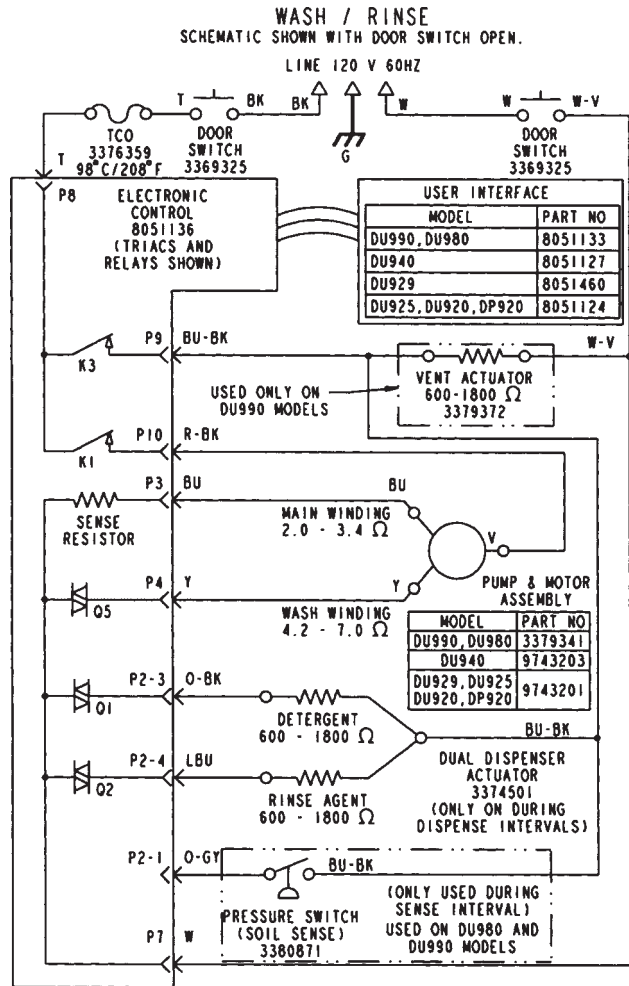 WASH / RINSE
SCHEMATIC SHOWN WITH DOOR SWITCH OPEN.
LINE 120 V 60HZ
T BK BK W W W-V
TCO
3376359
98°C/208°F
DOOR
SWITCH
3369325
G
DOOR
SWITCH
3369325
T
P8
ELECTRONIC
CONTROL
8051136
(TRIACS AND
RELAYS SHOWN)
USER INTERFACE
MODEL PART NO
DU990,DU980 8051133
DU940 8051127
DU929 8051460
DU925,DU920,DP920 8051124
K3 P9 BU-BK W-V
USED ONLY ON
DU990 MODELS
VENT ACTUATOR
600-1800 Ω
3379372
K1 P10 R-BK
P3 BU BU
SENSE
RESISTOR
MAIN WINDING
2.0 - 3.4 Ω
V
P4 Y Y
Q5
WASH WINDING
4.2 - 7.0 Ω
PUMP & MOTOR
ASSEMBLY
MODEL PART NO
DU990,DU980 3379341
DU940 9743203
DU929,DU925
DU920,DP920 9743201
P2-3 O-BK
Q1
DETERGENT
600 - 1800 Ω
BU-BK
P2-4 LBU
Q2
RINSE AGENT
600 - 1800 Ω
DUAL DISPENSER
ACTUATOR
3374501
(ONLY ON DURING
DISPENSE INTERVALS)
P2-1 O-GY BU-BK
PRESSURE SWITCH
(SOIL SENSE)
3380871
(ONLY USED DURING
SENSE INTERVAL)
USED ON DU980 AND
DU990 MODELS
P7 W